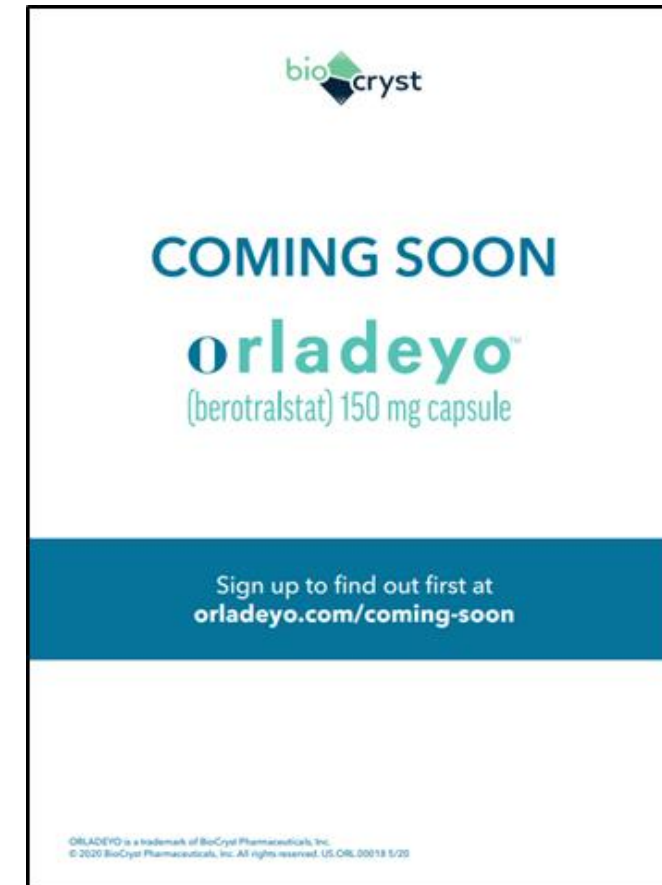 biocryst
COMING SOON
orladeyo™
(berotralstat) 150 mg capsule
Sign up to find out first at
orladeyo.com/coming-soon
ORLADEYO is a trademark of BioCryst Pharmaceuticals, Inc.
© 2020 BioCryst Pharmaceuticals, Inc. All rights reserved. US.ORL.00018 5/20